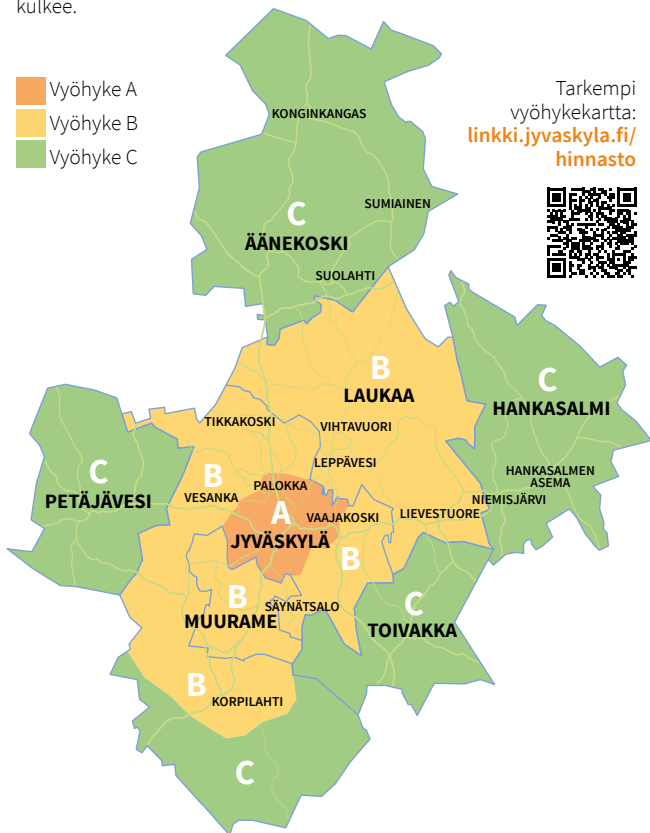 kulkee.
Vyöhyke A
Vyöhyke B
Vyöhyke C
Tarkempi
vyöhykekartta:
linkki.jyvaskyla.fi/
hinnasto
KONGINKANGAS
SUMIAINEN
C
ÄÄNEKOSKI
SUOLAHTI
B
LAUKAA
C
HANKASALMI
TIKKAKOSKI
VIHTAVUORI
LEPPÄVESI
HANKASALMEN
ASEMA
C
PETÄJÄVESI
B
VESANKA
PALOKKA
NIEMISJÄRVI
A
VAAJAKOSKI
LIEVESTUORE
JYVÄSKYLÄ
B
B
SÄYNÄTSALO
MUURAME
C
TOIVAKKA
B
KORPILAHTI
C